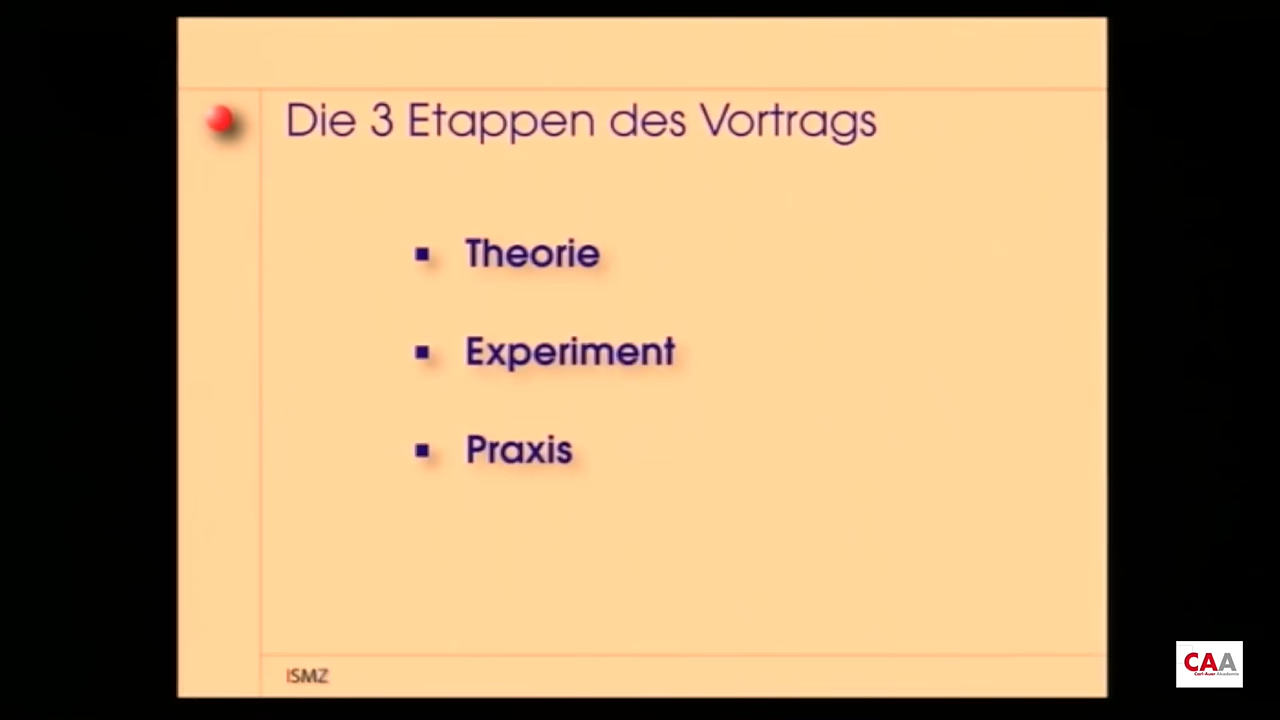 Die 3 Etappen des Vortrags
▪ Theorie
▪ Experiment
▪ Praxis
ISMZ
CAA
Carl-Auer Akademie